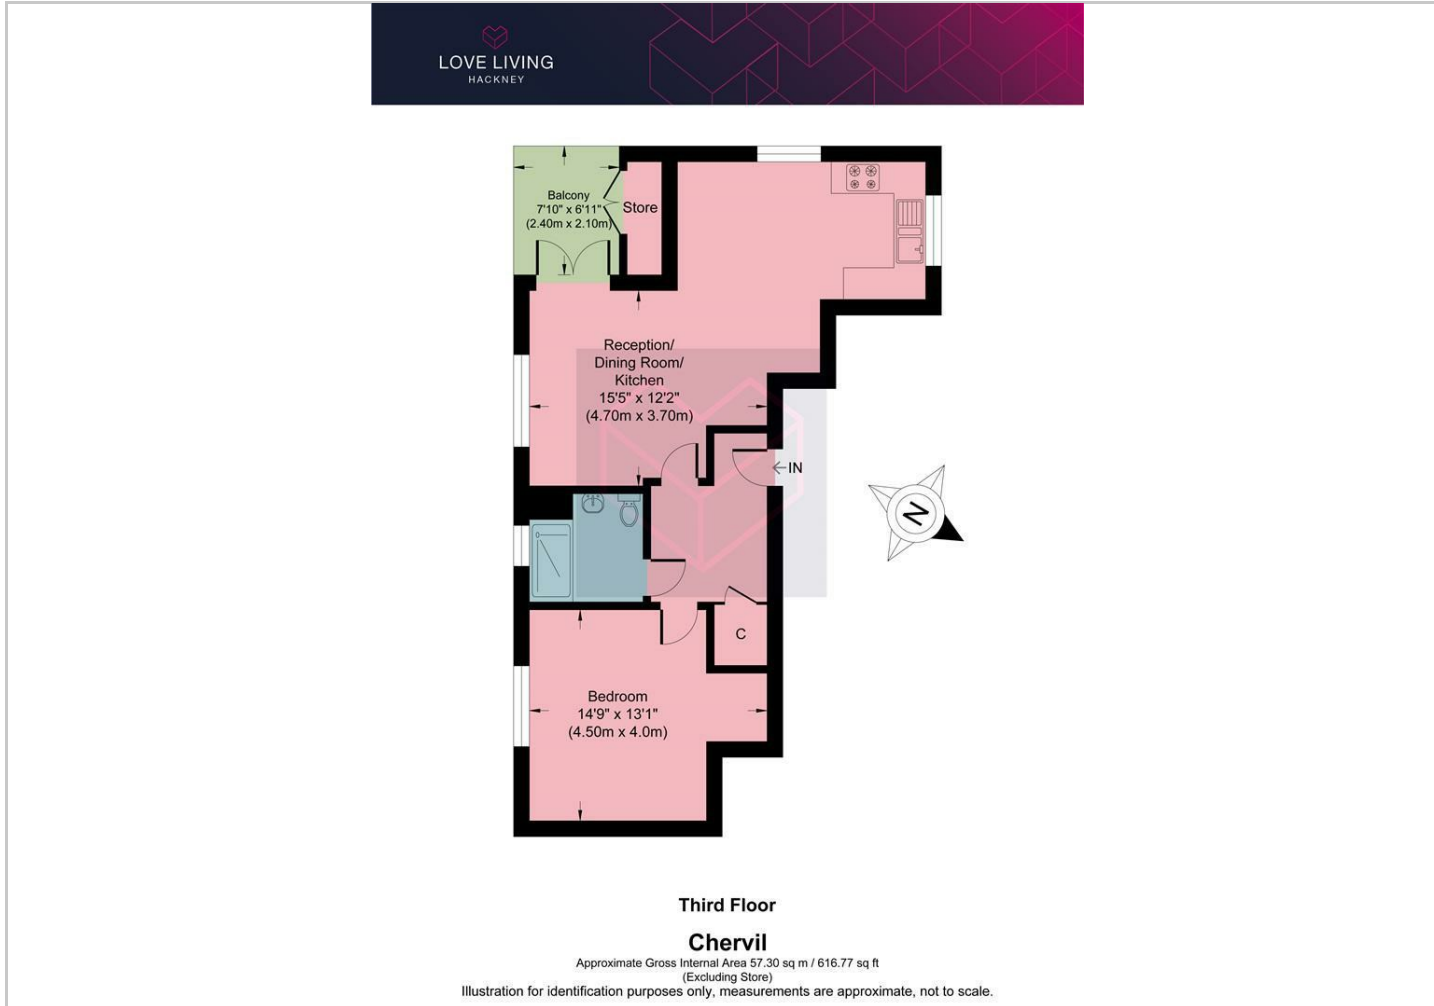 LOVE LIVING
HACKNEY
Balcony
7'10" x 6'11"
(2.40m x 2.10m)
Store
Reception/
Dining Room/
Kitchen
15'5" x 12'2"
(4.70m x 3.70m)
IN
N
C
Bedroom
14'9" x 13'1"
(4.50m x 4.0m)
Third Floor
Chervil
Approximate Gross Internal Area 57.30 sq m / 616.77 sq ft
(Excluding Store)
Illustration for identification purposes only, measurements are approximate, not to scale.